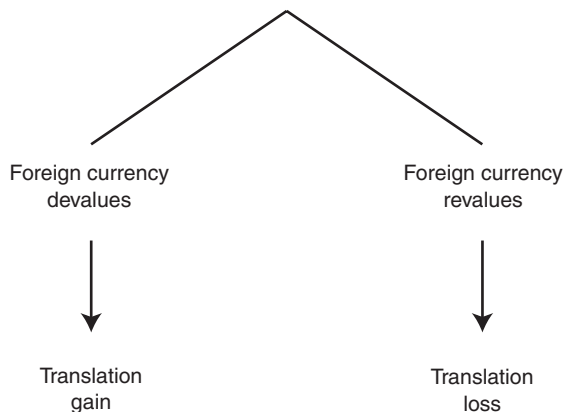 Foreign currency
devalues
Foreign currency
revalues
Translation
gain
Translation
loss